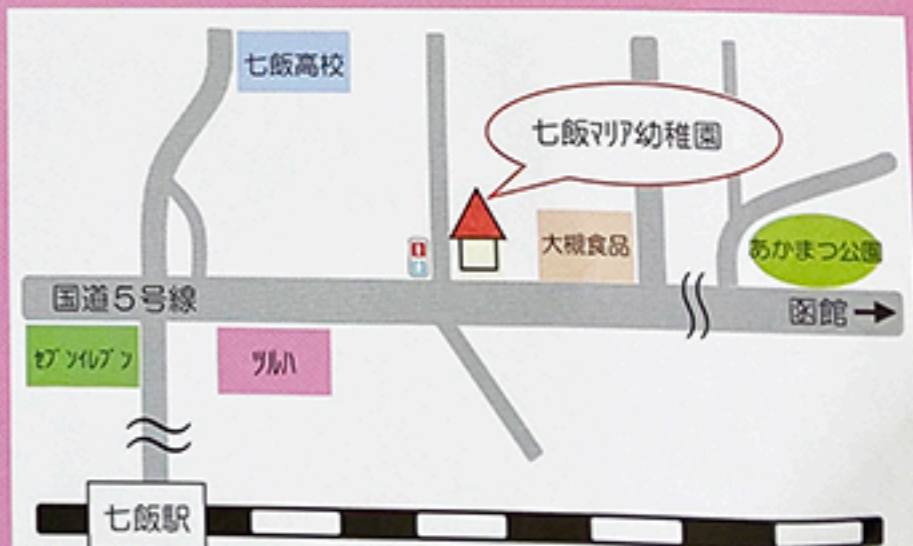 七飯高校
七飯マリア幼稚園
大槻食品
あかまつ公園
国道5号線
函館→
セブンイレブン
ツルハ
七飯駅